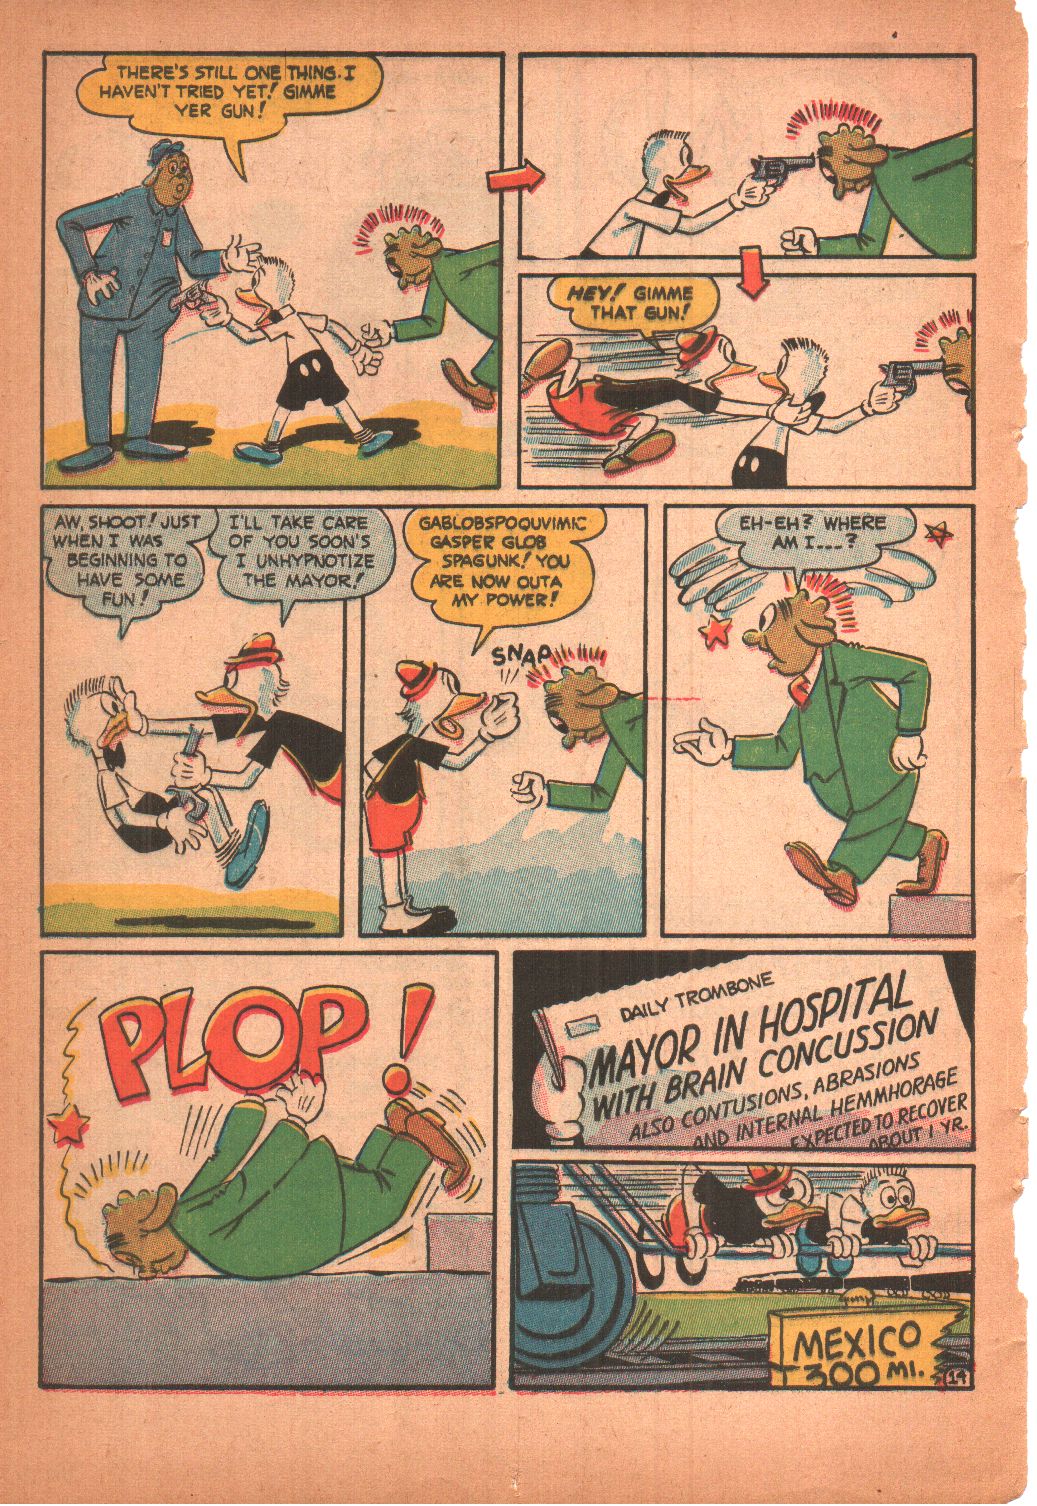 THERE'S STILL ONE THING I
HAVEN'T TRIED YET! GIMME
YER GUN!
HEY! GIMME
THAT GUN!
AW, SHOOT! JUST
WHEN I WAS
BEGINNING TO
HAVE SOME
FUN!
I'LL TAKE CARE
OF YOU SOON'S
I UNHYPNOTIZE
THE MAYOR!
GABLOBSPOQUVIMIC
GASPER GLOB
SPAGUNK! YOU
ARE NOW OUTA
MY POWER!
SNAP
EH-EH? WHERE
AM I....?
PLOP!
DAILY TROMBONE
MAYOR IN HOSPITAL
WITH BRAIN CONCUSSION
ALSO CONTUSIONS, ABRASIONS
AND INTERNAL HEMMHORAGE
EXPECTED TO RECOVER
ABOUT 1 YR.
MEXICO
300 MI.
14